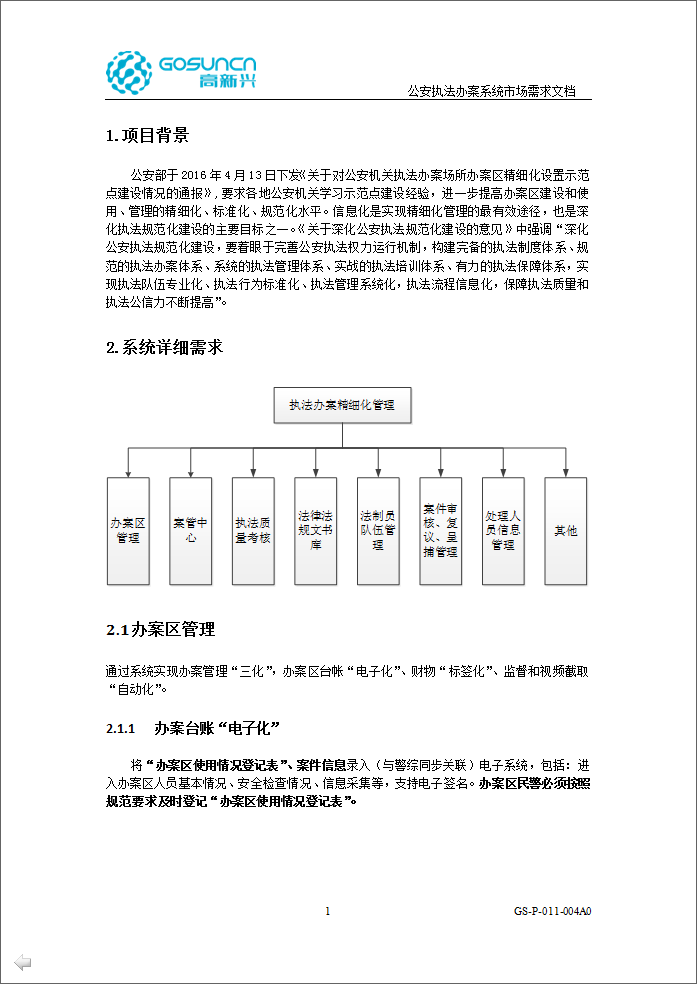 GOSUNCN
高新兴
公安执法办案系统市场需求文档
1.项目背景
公安部于 2016 年 4 月 13 日下发《关于对公安机关执法办案场所办案区精细化设置示范
点建设情况的通报》, 要求各地公安机关学习示范点建设经验，进一步提高办案区建设和使
用、管理的精细化、标准化、规范化水平。信息化是实现精细化管理的最有效途径，也是深
化执法规范化建设的主要目标之一。《关于深化公安执法规范化建设的意见》中强调“深化
公安执法规范化建设，要着眼于完善公安执法权力运行机制，构建完备的执法制度体系、规
范的执法办案体系、系统的执法管理体系、实战的执法培训体系、有力的执法保障体系，实
现执法队伍专业化、执法行为标准化、执法管理系统化，执法流程信息化，保障执法质量和
执法公信力不断提高”。
2.系统详细需求
执法办案精细化管理
办案区
管理
案管中
心
执法质
量考核
法律法
规文书
库
法制员
队伍管
理
案件审
核、复
议、呈
捕管理
处理人
员信息
管理
其他
2.1办案区管理
通过系统实现办案管理“三化”，办案区台帐“电子化”、财物“标签化”、监督和视频截取
“自动化”。
2.1.1 办案台账“电子化”
将“办案区使用情况登记表”、案件信息录入（与警综同步关联）电子系统，包括：进
入办案区人员基本情况、安全检查情况、信息采集等，支持电子签名。办案区民警必须按照
规范要求及时登记“办案区使用情况登记表”。
1
GS-P-011-004A0